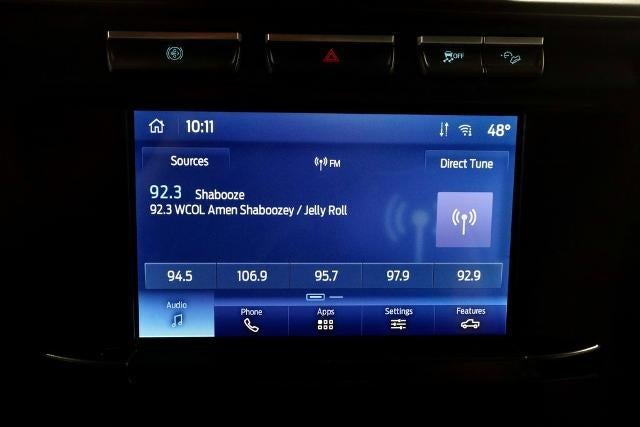 OFF
10:11 48°
Sources FM Direct Tune
92.3 Shabooze
92.3 WCOL Amen Shaboozey / Jelly Roll
94.5 106.9 95.7 97.9 92.9
Audio Phone Apps Settings Features